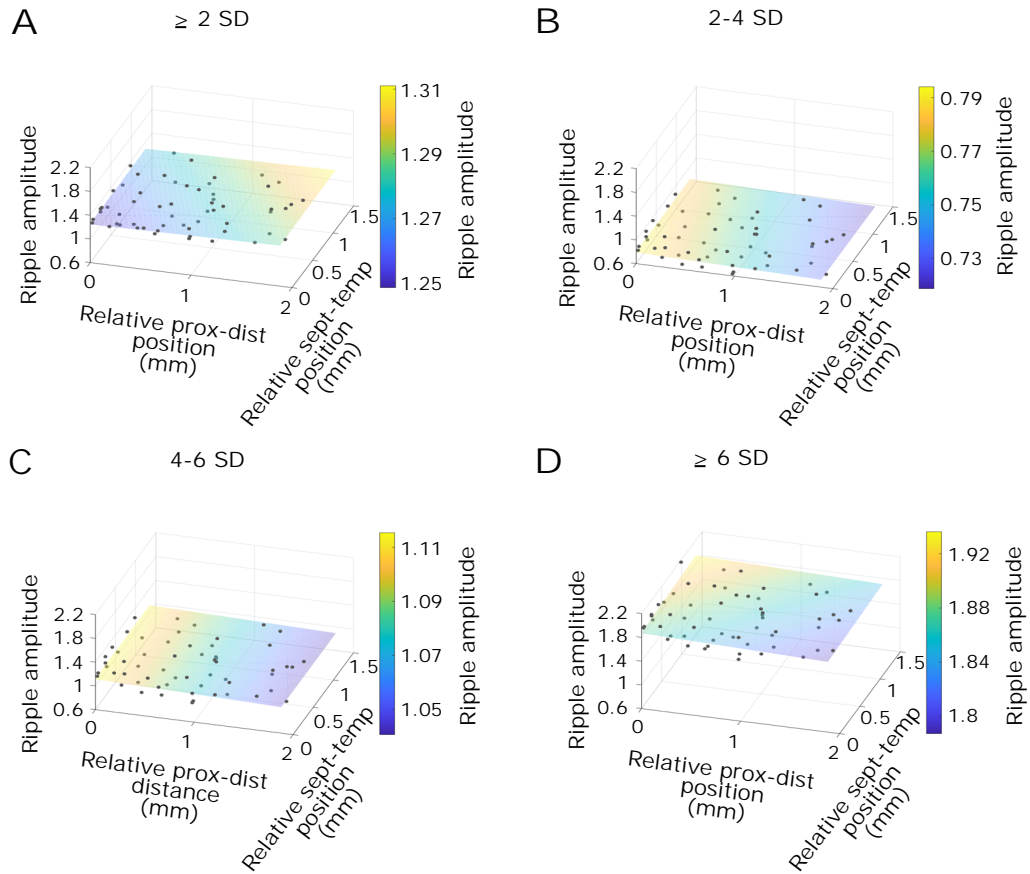 A
≥ 2 SD
Ripple amplitude
2.2
1.8
1.4
1
0.6
0
1
2
Relative prox-dist
position
(mm)
0
0.5
1
1.5
Relative sept-temp
position
(mm)
1.31
1.29
1.27
1.25
Ripple amplitude
B
2-4 SD
Ripple amplitude
2.2
1.8
1.4
1
0.6
0
1
2
Relative prox-dist
position
(mm)
0
0.5
1
1.5
Relative sept-temp
position
(mm)
0.79
0.77
0.75
0.73
Ripple amplitude
C
4-6 SD
Ripple amplitude
2.2
1.8
1.4
1
0.6
0
1
2
Relative prox-dist
distance
(mm)
0
0.5
1
1.5
Relative sept-temp
position
(mm)
1.11
1.09
1.07
1.05
Ripple amplitude
D
≥ 6 SD
Ripple amplitude
2.2
1.8
1.4
1
0.6
0
1
2
Relative prox-dist
position
(mm)
0
0.5
1
1.5
Relative sept-temp
position
(mm)
1.92
1.88
1.84
1.8
Ripple amplitude